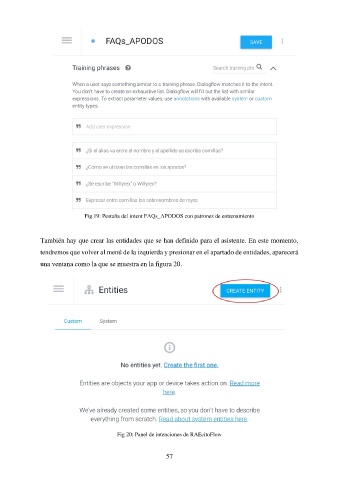 FAQs_APODOS
SAVE
Training phrases
Search training phr
When a user says something similar to a training phrase, Dialogflow matches it to the intent.
You don't have to create an exhaustive list. Dialogflow will fill out the list with similar
expressions. To extract parameter values, use annotations with available system or custom
entity types.
Add user expression
¿Si el alias va entre el nombre y el apellido se escribe comillas?
¿Cómo se utilizan las comillas en los apodos?
¿Se escribe "Willyrex" o Willyrex?
Expresar entre comillas los sobrenombres de reyes
Fig 19. Pestaña del intent FAQs_APODOS con patrones de entrenamiento
También hay que crear las entidades que se han definido para el asistente. En este momento,
tendremos que volver al menú de la izquierda y presionar en el apartado de entidades, aparecerá
una ventana como la que se muestra en la figura 20.
Entities
CREATE ENTITY
Custom System
No entities yet. Create the first one.
Entities are objects your app or device takes action on. Read more
here.
We've already created some entities, so you don't have to describe
everything from scratch. Read about system entities here.
Fig 20: Panel de intenciones de RAEcitoFlow
57